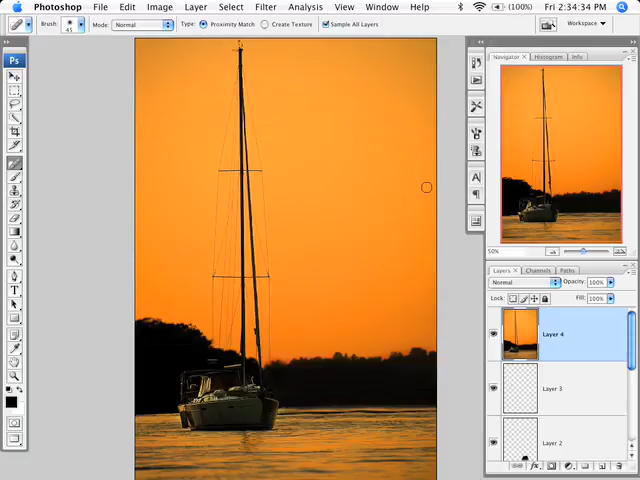 Photoshop File Edit Image Layer Select Filter Analysis View Window Help (100%) Fri 2:34:34 PM
Brush: 45 Mode: Normal Type: Proximity Match Create Texture Sample All Layers Workspace
Ps
Navigator Histogram Info
50%
Layers Channels Paths
Normal Opacity: 100%
Lock: Fill: 100%
Layer 4
Layer 3
Layer 2